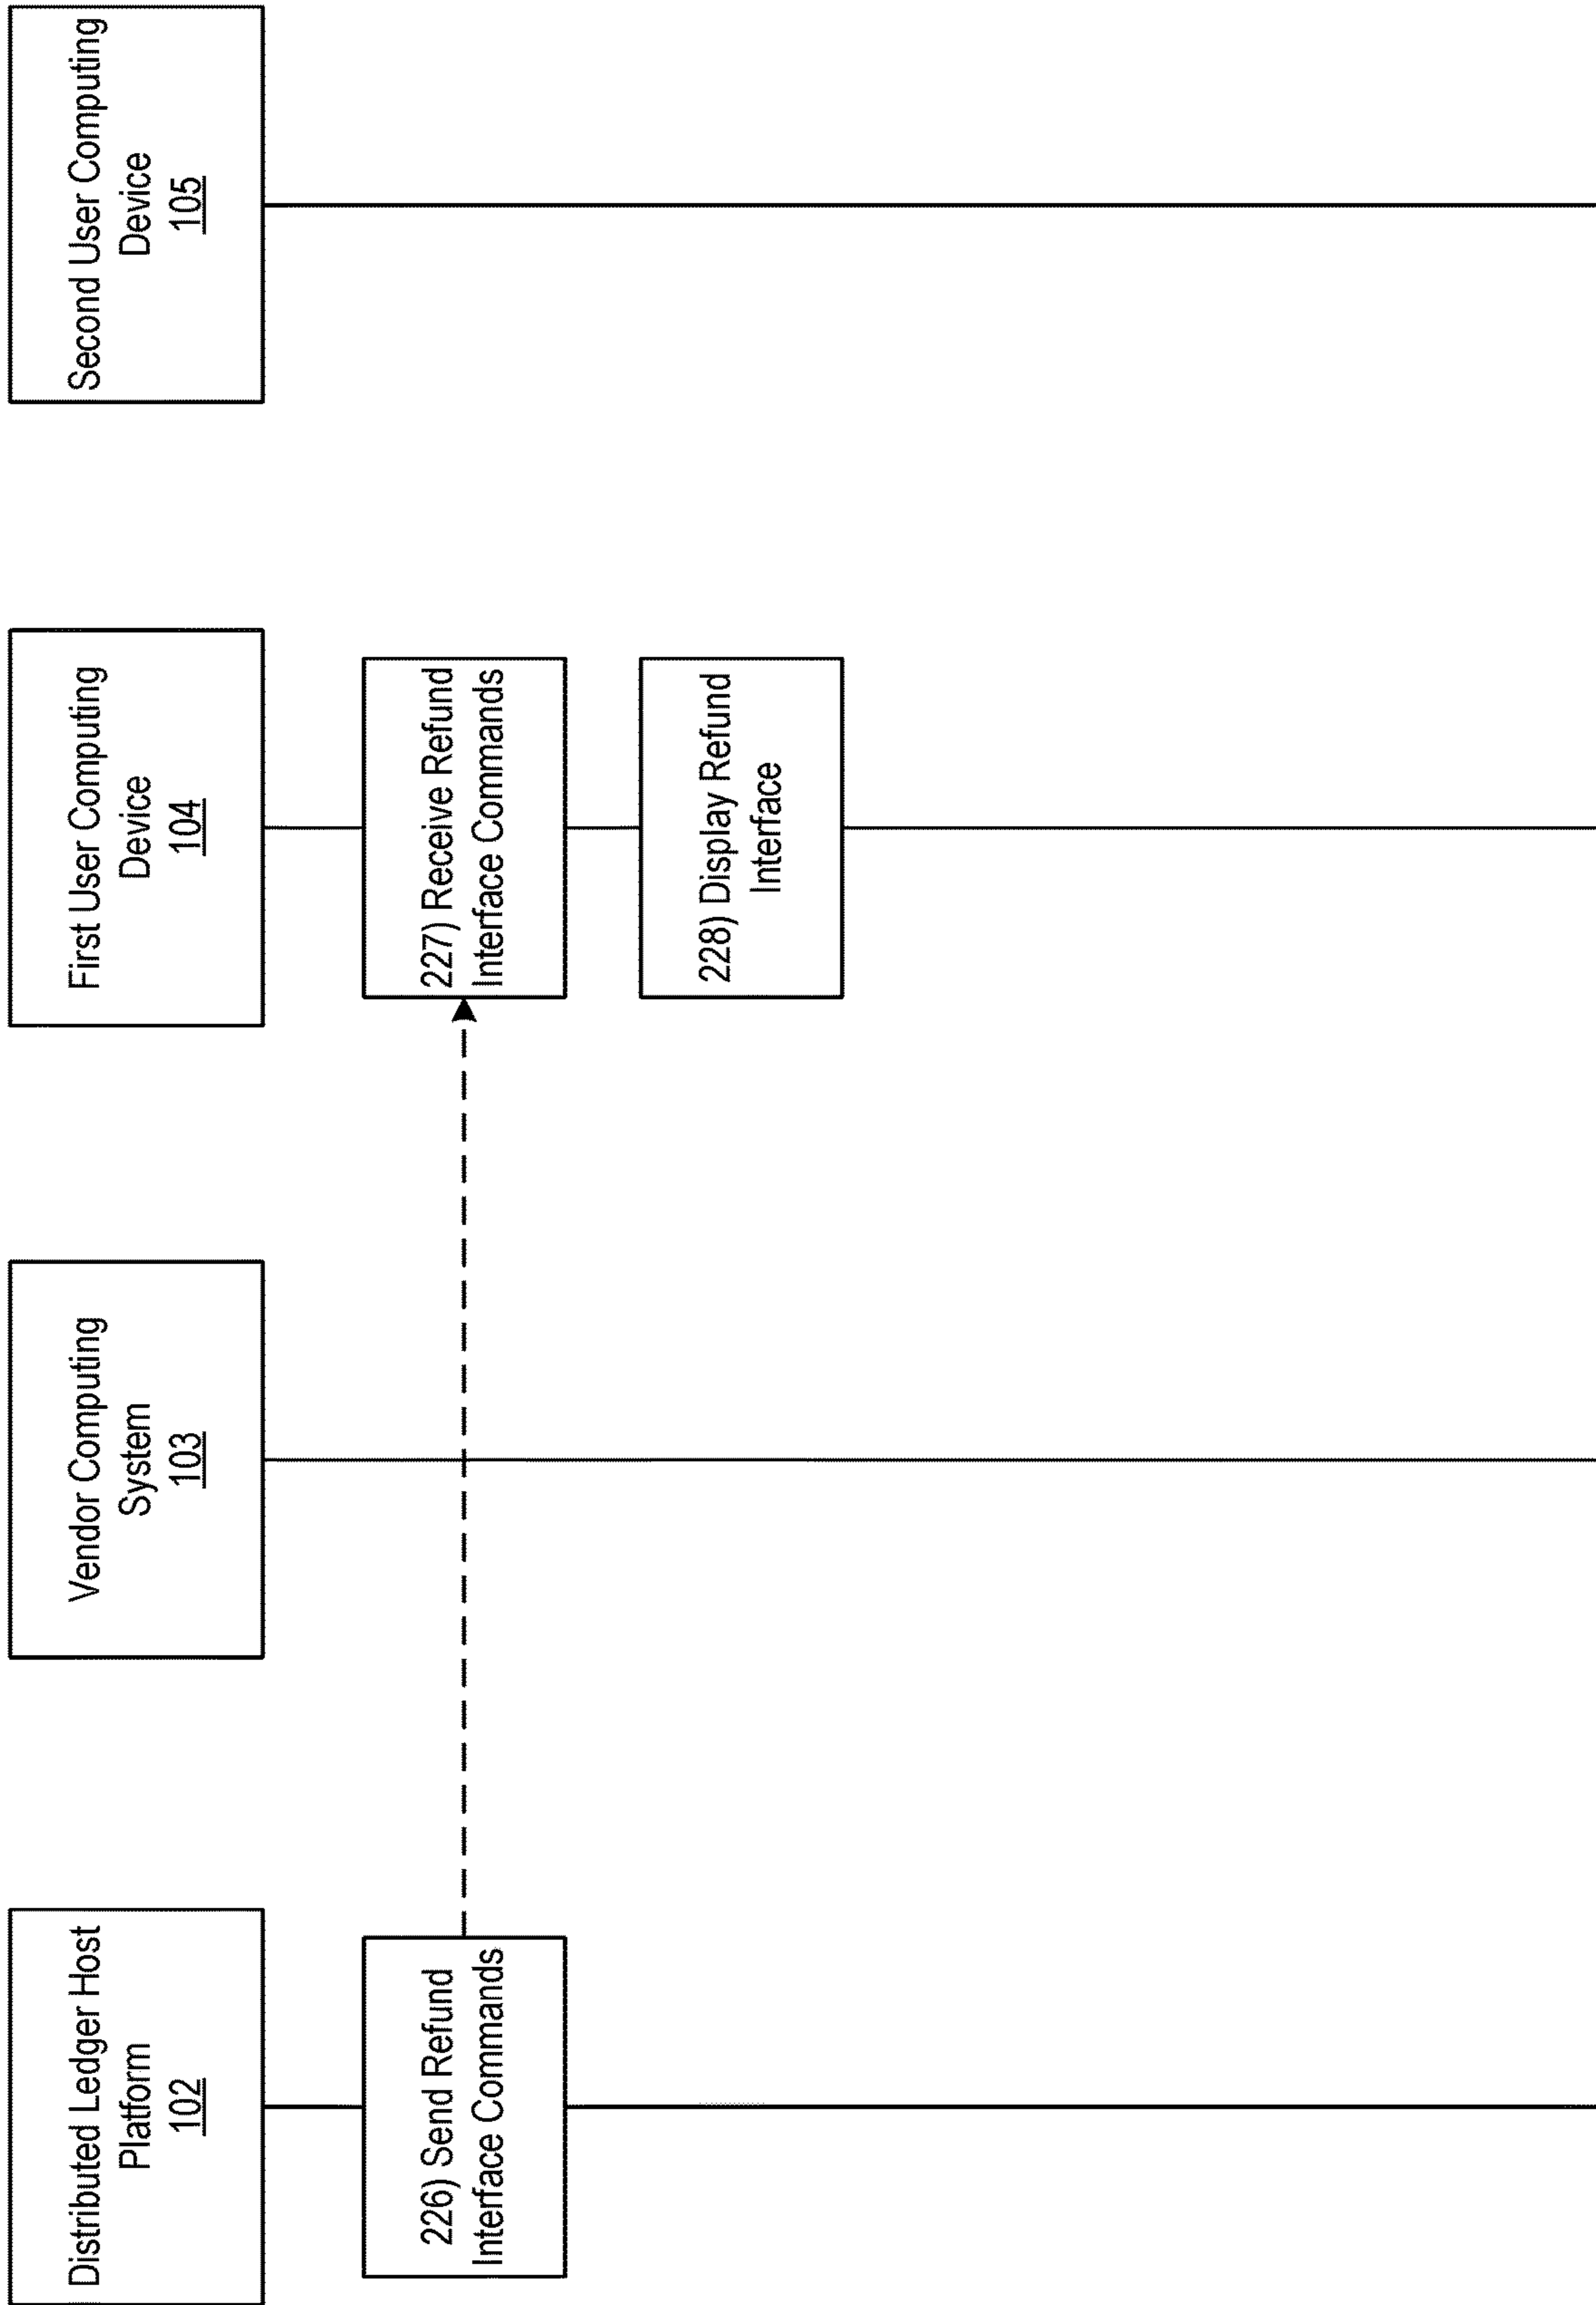 Distributed Ledger Host
Platform
102
Vendor Computing
System
103
First User Computing
Device
104
Second User Computing
Device
105
226) Send Refund
Interface Commands
227) Receive Refund
Interface Commands
228) Display Refund
Interface